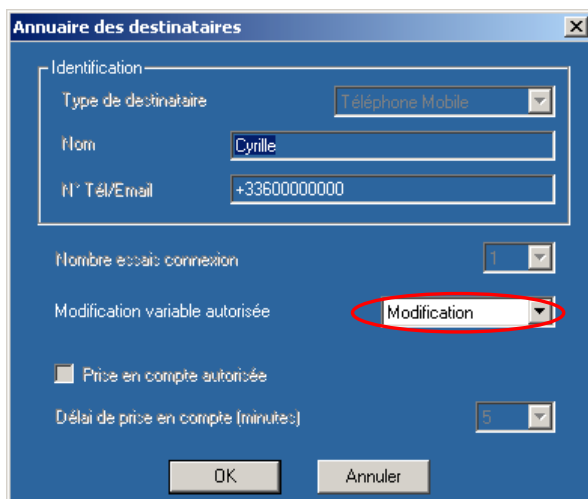 Annuaire des destinataires
Identification
Type de destinataire Téléphone Mobile
Nom Cyrille
N° Tél/Email +33600000000
Nombre essais connexion 1
Modification variable autorisée Modification
Prise en compte autorisée
Délai de prise en compte (minutes) 5
OK Annuler